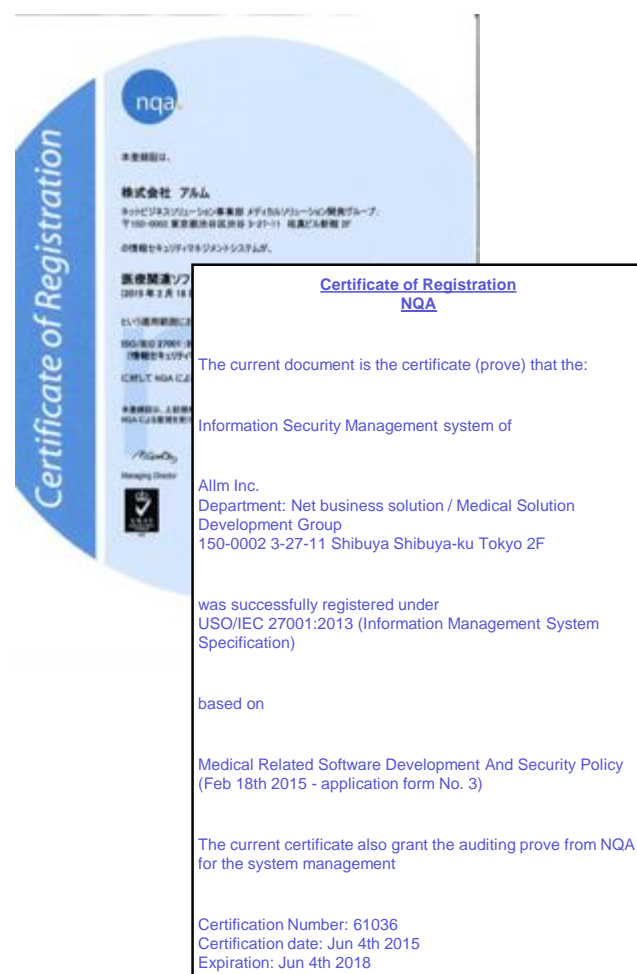 nqa.
Certificate of Registration
本登録証は、
株式会社 アルム
ネットビジネスソリューション事業部 メディカルソリューション開発グループ.
の情報セキュリティマネジメントシステムが、
医療関連ソフ
Managing Director
Certificate of Registration
NQA
The current document is the certificate (prove) that the:
Information Security Management system of
Allm Inc.
Department: Net business solution / Medical Solution
Development Group
150-0002 3-27-11 Shibuya Shibuya-ku Tokyo 2F
was successfully registered under
USO/IEC 27001:2013 (Information Management System
Specification)
based on
Medical Related Software Development And Security Policy
(Feb 18th 2015 - application form No. 3)
The current certificate also grant the auditing prove from NQA
for the system management
Certification Number: 61036
Certification date: Jun 4th 2015
Expiration: Jun 4th 2018